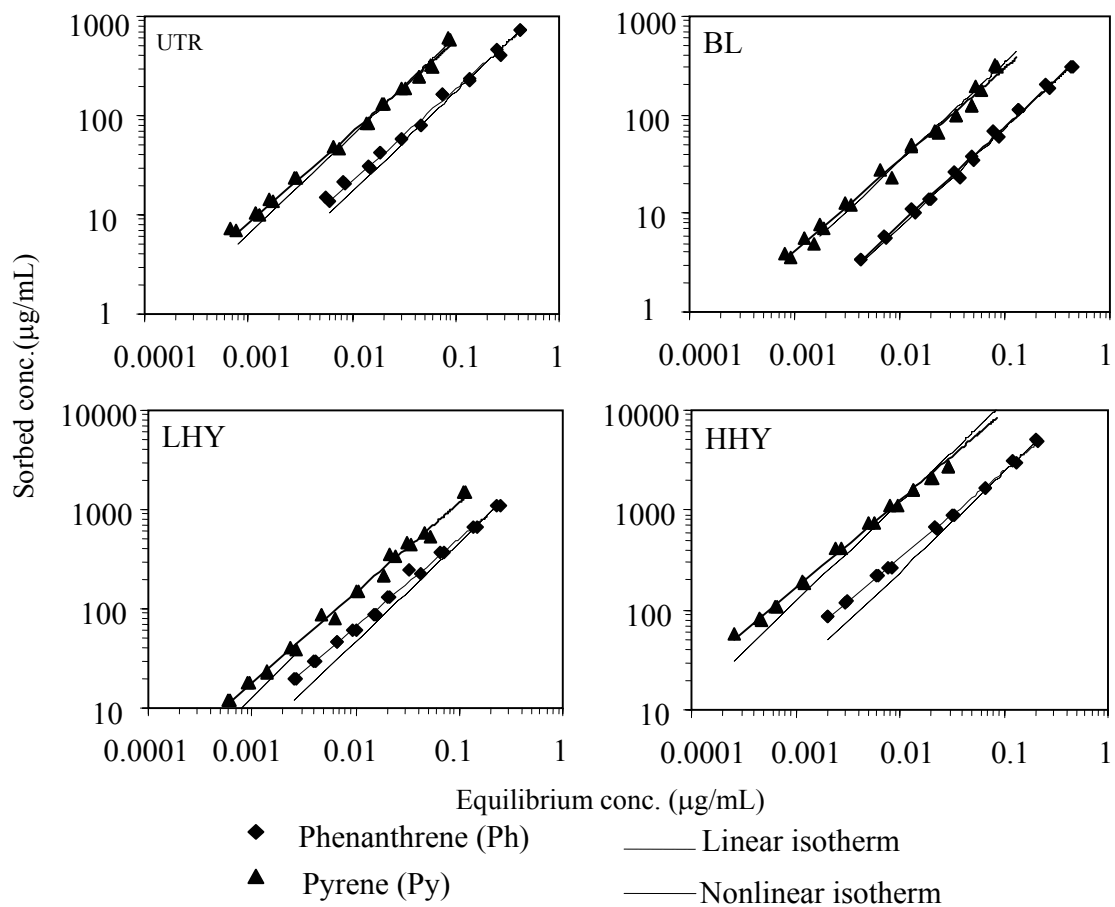 UTR
1000
100
10
1
0.0001 0.001 0.01 0.1 1
BL
1000
100
10
1
0.0001 0.001 0.01 0.1 1
Sorbed conc.(µg/mL)
LHY
10000
1000
100
10
0.0001 0.001 0.01 0.1 1
HHY
10000
1000
100
10
0.0001 0.001 0.01 0.1 1
Equilibrium conc. (µg/mL)
Phenanthrene (Ph)
Linear isotherm
Pyrene (Py)
Nonlinear isotherm